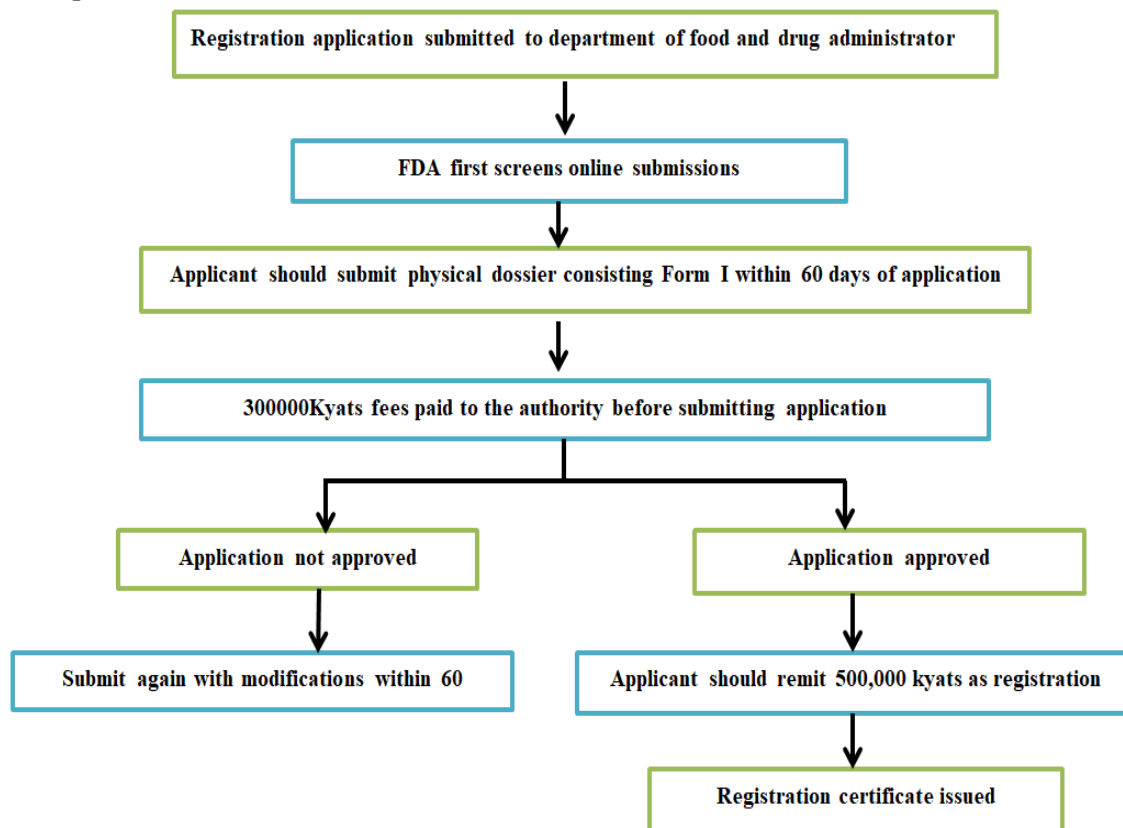 Registration application submitted to department of food and drug administrator
FDA first screens online submissions
Applicant should submit physical dossier consisting Form I within 60 days of application
300000Kyats fees paid to the authority before submitting application
Application not approved
Application approved
Submit again with modifications within 60
Applicant should remit 500,000 kyats as registration
Registration certificate issued